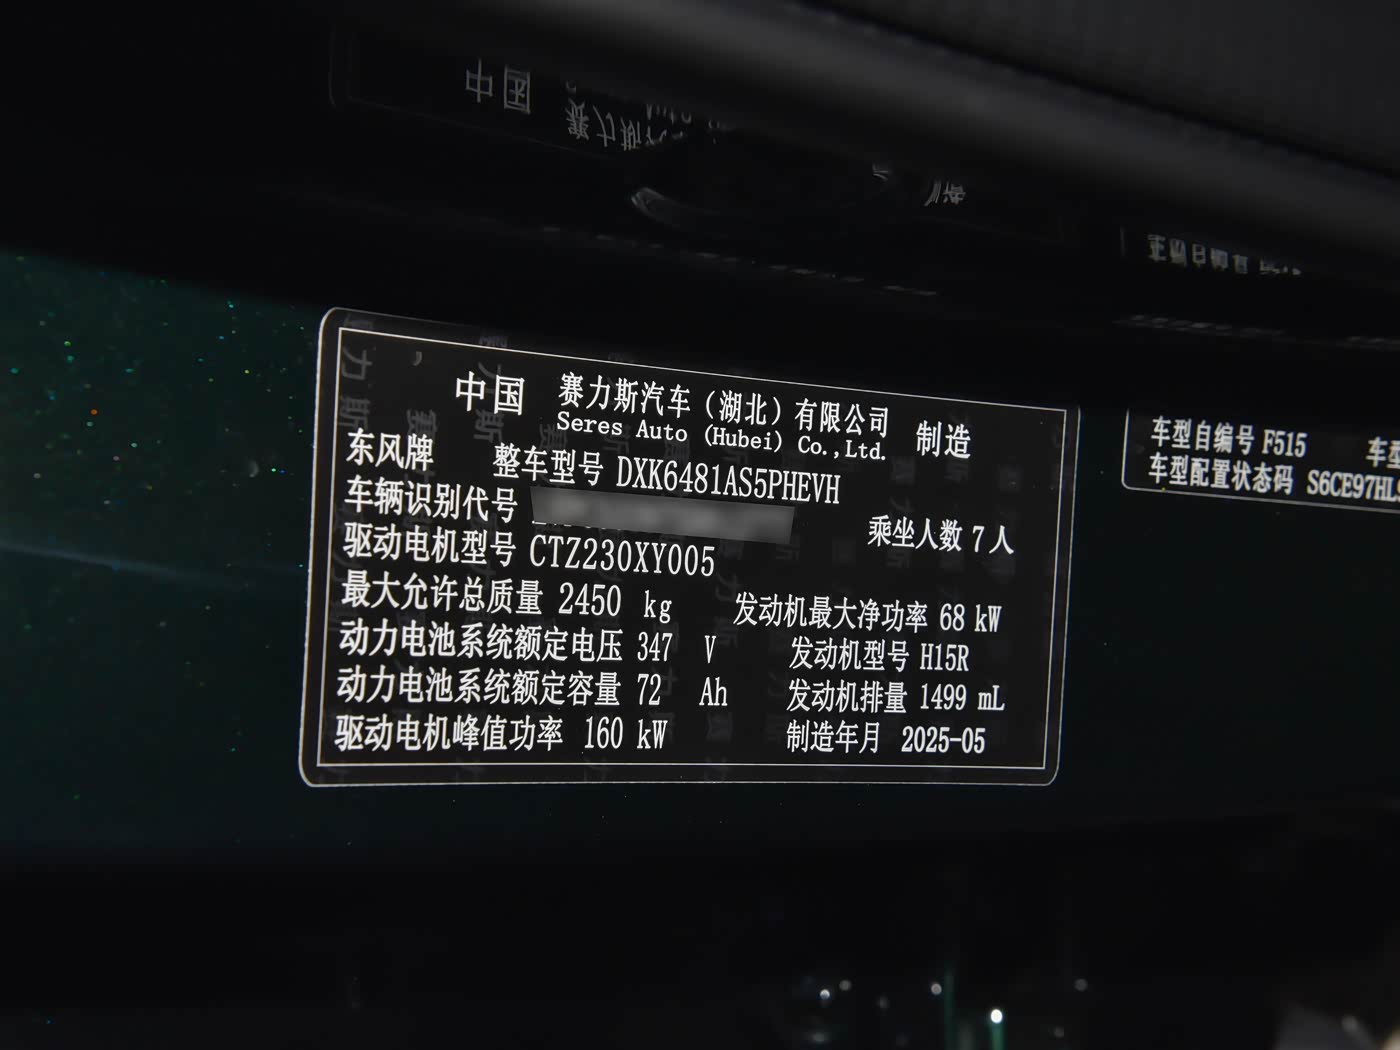 中国 赛力斯汽车（湖北）有限公司 制造
Seres Auto (Hubei) Co.,Ltd.
东风牌 整车型号 DXK6481AS5PHEVH
车辆识别代号
乘坐人数 7 人
驱动电机型号 CTZ230XY005
最大允许总质量 2450 kg 发动机最大净功率 68 kW
动力电池系统额定电压 347 V 发动机型号 H15R
动力电池系统额定容量 72 Ah 发动机排量 1499 mL
驱动电机峰值功率 160 kW 制造年月 2025-05
车型自编号 F515 车型
车型配置状态码 S6CE97HL
中国